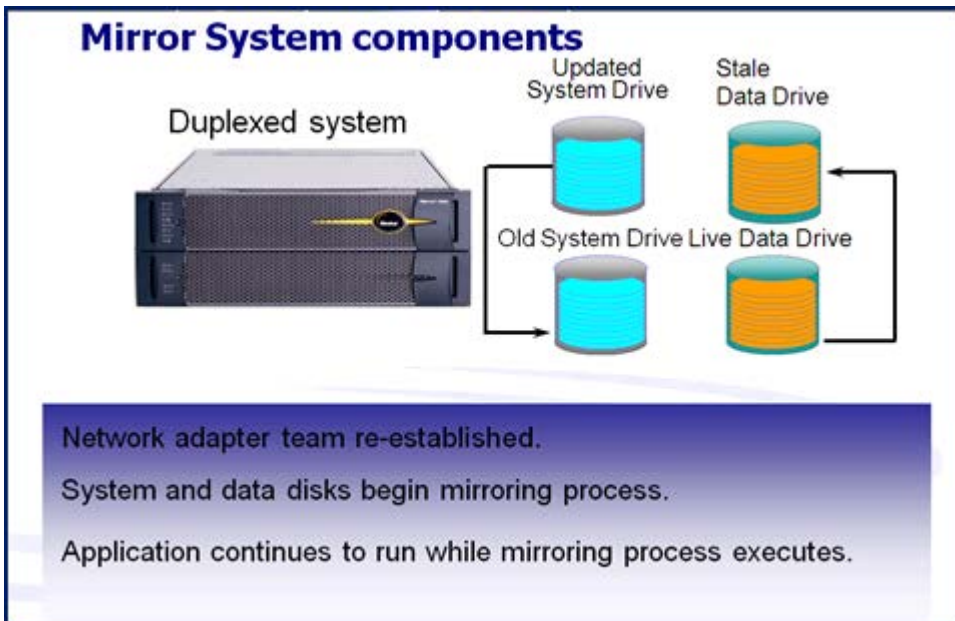 Mirror System components
Duplexed system
Updated
System Drive
Stale
Data Drive
Old System Drive
Live Data Drive
Network adapter team re-established.
System and data disks begin mirroring process.
Application continues to run while mirroring process executes.